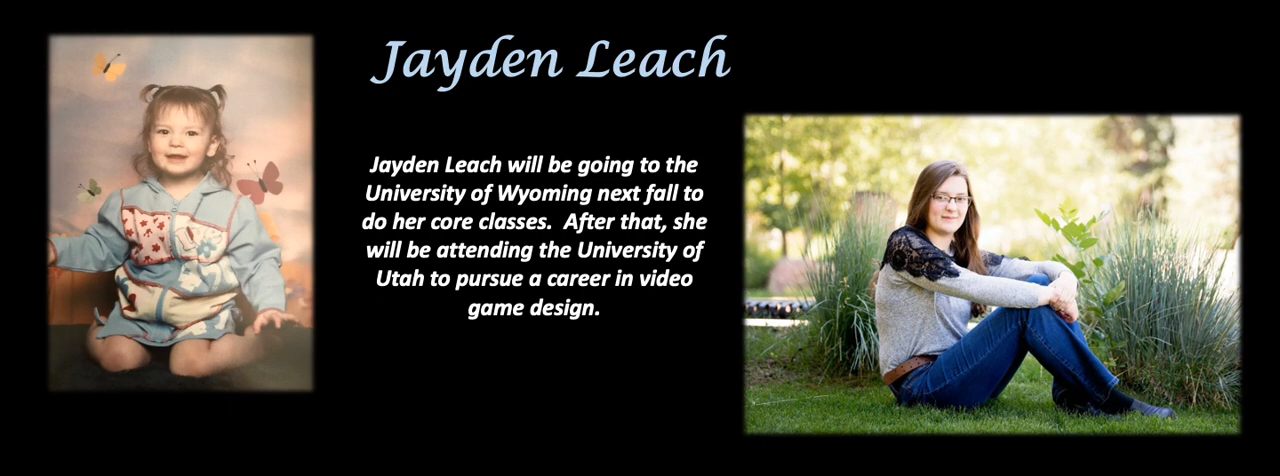 Jayden Leach
Jayden Leach will be going to the
University of Wyoming next fall to
do her core classes.  After that, she
will be attending the University of
Utah to pursue a career in video
game design.